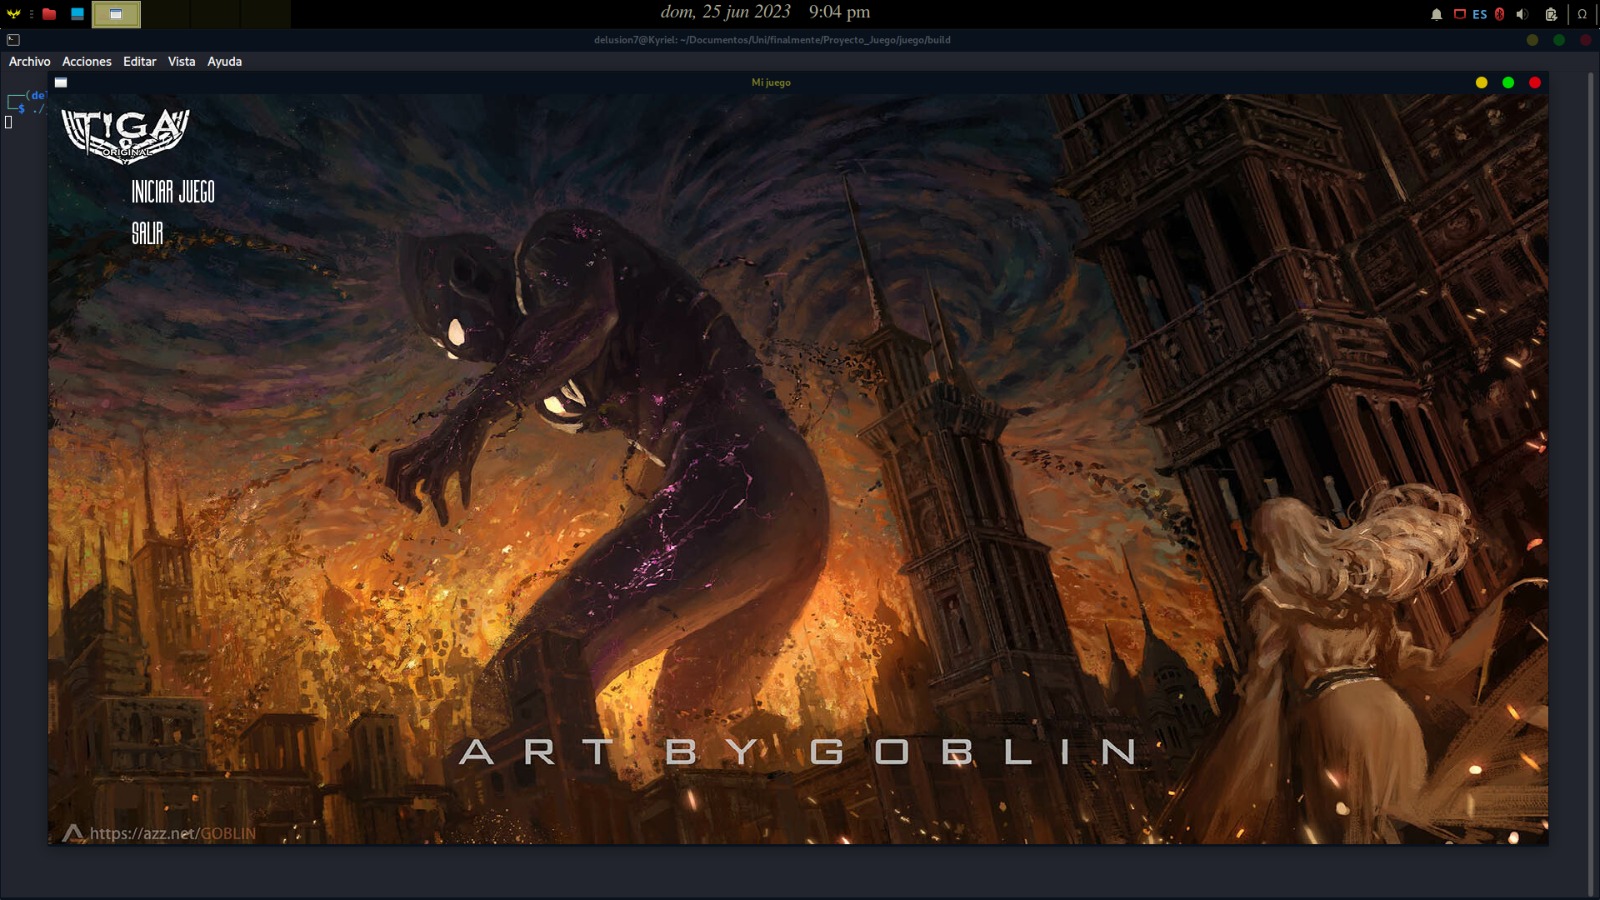 dom, 25 jun 2023 9:04 pm
ES
delusion7@Kyriel: ~/Documentos/Uni/finalmente/Proyecto_Juego/juego/build
Archivo Acciones Editar Vista Ayuda
Mi juego
(de
$ ./
TIGA
ORIGINAL
INICIAR JUEGO
SALIR
ART BY GOBLIN
https://azz.net/GOBLIN